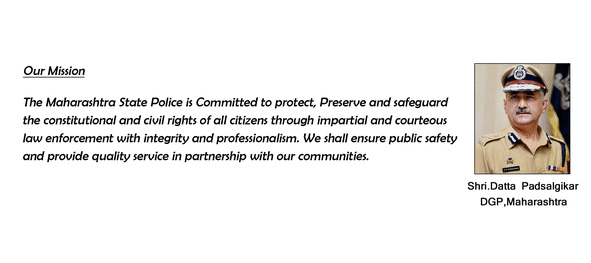 Our Mission
The Maharashtra State Police is Committed to protect, Preserve and safeguard
the constitutional and civil rights of all citizens through impartial and courteous
law enforcement with integrity and professionalism. We shall ensure public safety
and provide quality service in partnership with our communities.
Shri.Datta Padsalgikar
DGP,Maharashtra